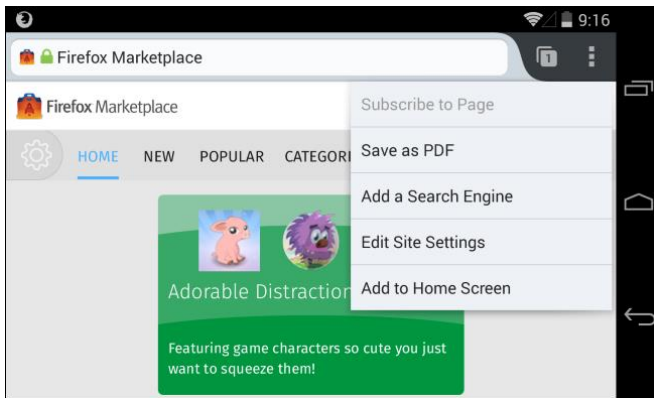 9:16
Firefox Marketplace
1
Firefox Marketplace
Subscribe to Page
Save as PDF
Add a Search Engine
Edit Site Settings
Add to Home Screen
HOME NEW POPULAR CATEGORI
Adorable Distraction
Featuring game characters so cute you just
want to squeeze them!